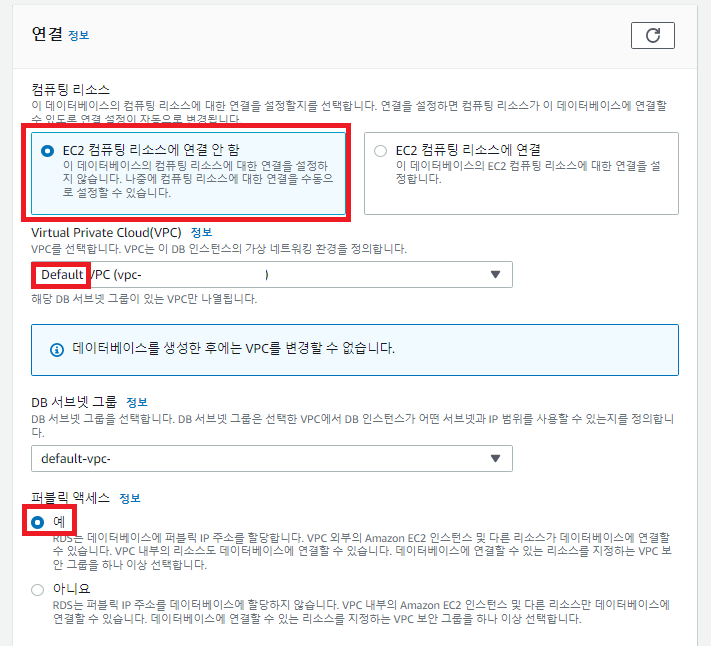 연결 정보
컴퓨팅 리소스
이 데이터베이스의 컴퓨팅 리소스에 대한 연결을 설정할지를 선택합니다. 연결을 설정하면 컴퓨팅 리소스가 이 데이터베이스에 연결할
수 있도록 연결 설정이 자동으로 변경됩니다.
EC2 컴퓨팅 리소스에 연결 안 함
이 데이터베이스의 컴퓨팅 리소스에 대한 연결을 설정하
지 않습니다. 나중에 컴퓨팅 리소스에 대한 연결을 수동으
로 설정할 수 있습니다.
EC2 컴퓨팅 리소스에 연결
이 데이터베이스의 EC2 컴퓨팅 리소스에 대한 연결을 설
정합니다.
Virtual Private Cloud(VPC) 정보
VPC를 선택합니다. VPC는 이 DB 인스턴스의 가상 네트워킹 환경을 정의합니다.
Default VPC (vpc- )
해당 DB 서브넷 그룹이 있는 VPC만 나열됩니다.
데이터베이스를 생성한 후에는 VPC를 변경할 수 없습니다.
DB 서브넷 그룹 정보
DB 서브넷 그룹을 선택합니다. DB 서브넷 그룹은 선택한 VPC에서 DB 인스턴스가 어떤 서브넷과 IP 범위를 사용할 수 있는지를 정의합니
다.
default-vpc-
퍼블릭 액세스 정보
예
RDS는 데이터베이스에 퍼블릭 IP 주소를 할당합니다. VPC 외부의 Amazon EC2 인스턴스 및 다른 리소스가 데이터베이스에 연결할
수 있습니다. VPC 내부의 리소스도 데이터베이스에 연결할 수 있습니다. 데이터베이스에 연결할 수 있는 리소스를 지정하는 VPC 보
안 그룹을 하나 이상 선택합니다.
아니요
RDS는 퍼블릭 IP 주소를 데이터베이스에 할당하지 않습니다. VPC 내부의 Amazon EC2 인스턴스 및 다른 리소스만 데이터베이스에
연결할 수 있습니다. 데이터베이스에 연결할 수 있는 리소스를 지정하는 VPC 보안 그룹을 하나 이상 선택합니다.